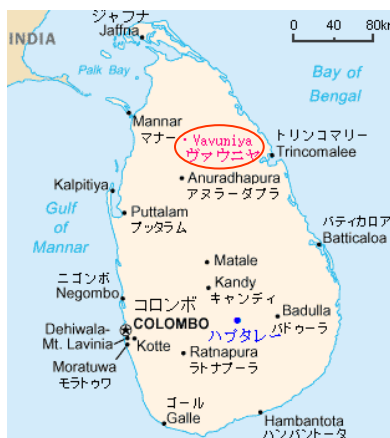 ジャフナ
Jaffna
0 40 80km
INDIA
Palk Bay
Bay of
Bengal
Mannar
マナー
Vavuniya
ヴァウニヤ
トリンコマリー
Trincomalee
Anuradhapura
アヌラーダプラ
Kalpitiya
Gulf
of
Mannar
Puttalam
プッタラム
バティカロア
Batticaloa
Matale
Kandy
キャンディ
ニゴンボ
Negombo
コロンボ
COLOMBO
Badulla
バドゥーラ
ハプタレー
Dehiwala-
Mt. Lavinia
Kotte
Moratuwa
モラトゥワ
Ratnapura
ラトナプーラ
ゴール
Galle
Hambantota
ハンバントータ